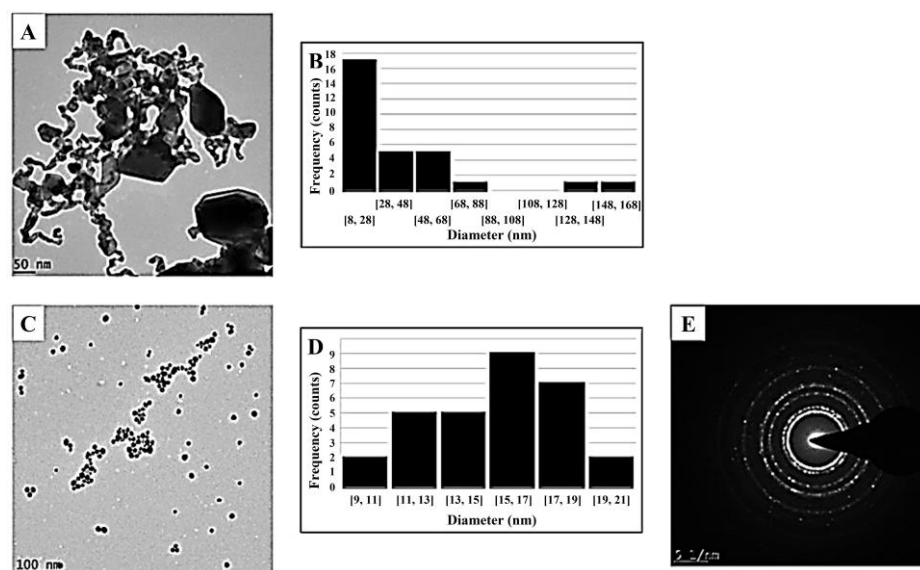 A
50 nm
B
Frequency (counts)
18
16
14
12
10
8
6
4
2
0
[28, 48] [68, 88] [108, 128] [148, 168]
[8, 28] [48, 68] [88, 108] [128, 148]
Diameter (nm)
C
100 nm
D
Frequency (counts)
9
8
7
6
5
4
3
2
1
0
[9, 11] [11, 13] [13, 15] [15, 17] [17, 19] [19, 21]
Diameter (nm)
E
5 1/nm